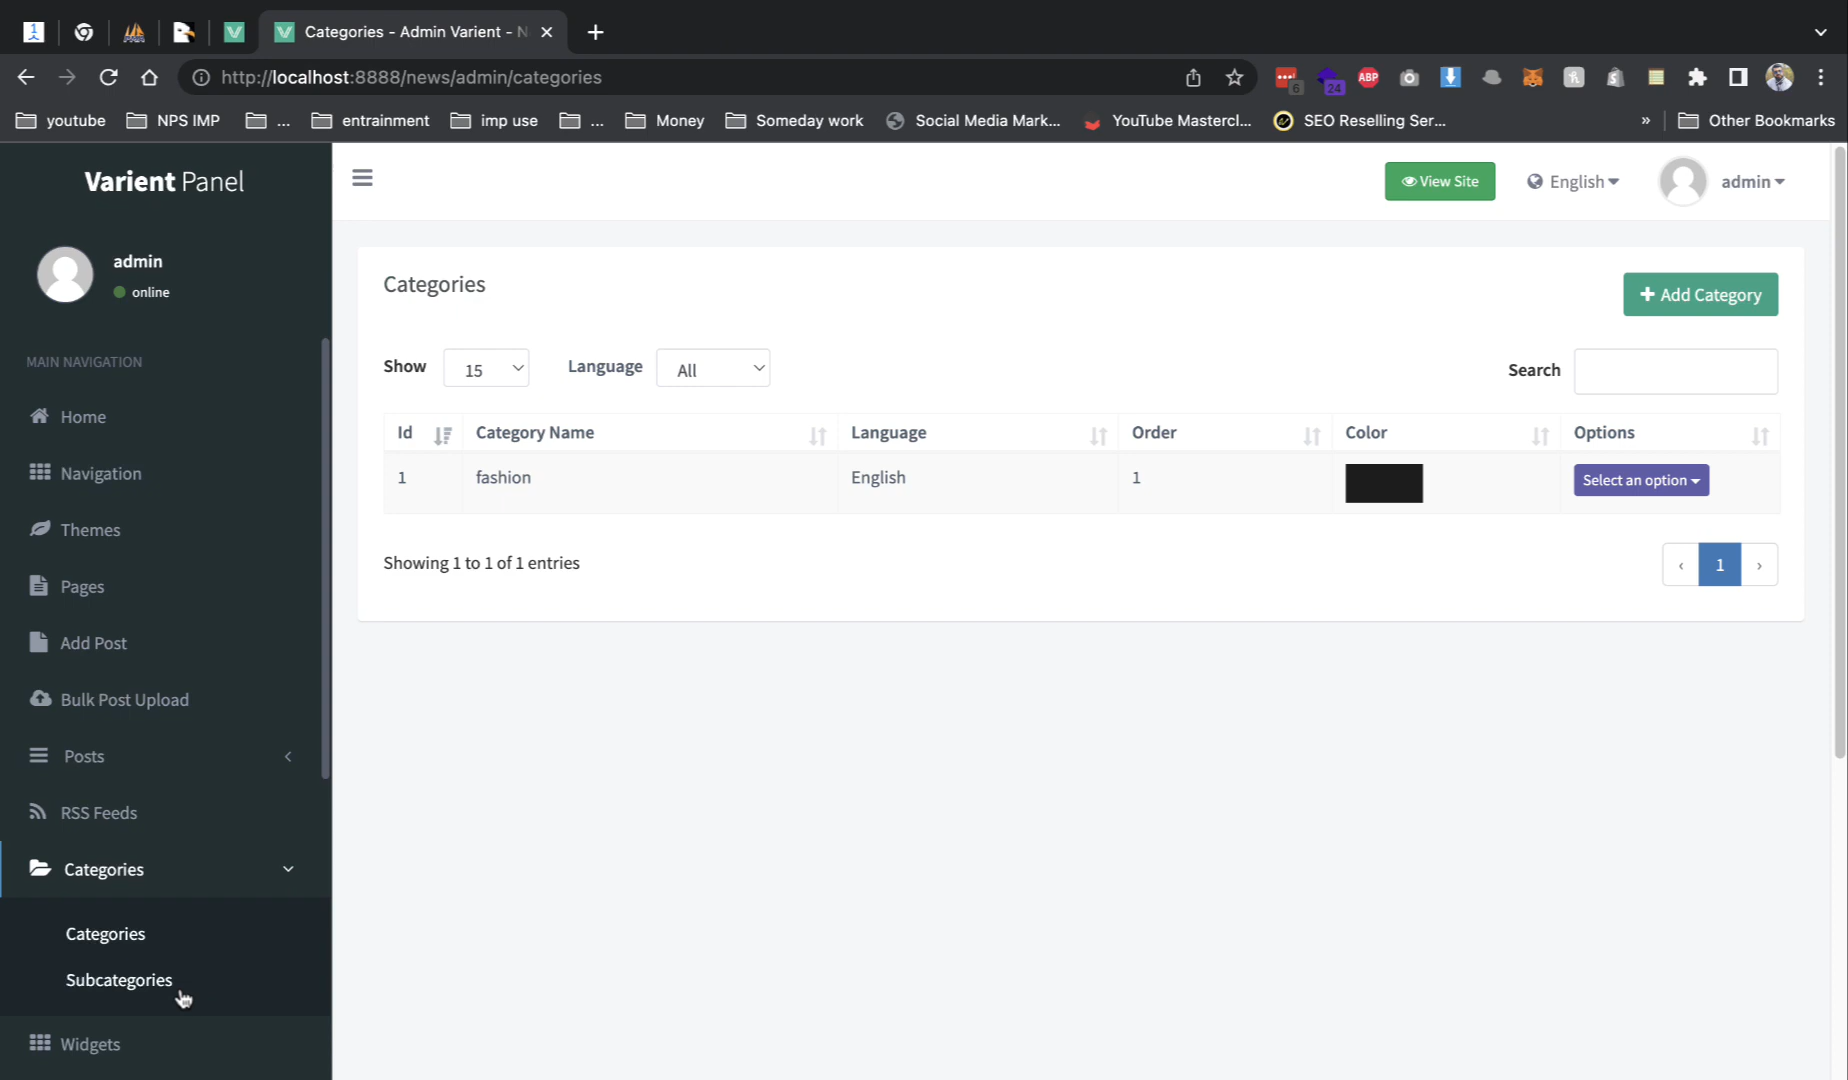 Categories - Admin Varient - N
http://localhost:8888/news/admin/categories
6
24
ABP
youtube
NPS IMP
...
entrainment
imp use
...
Money
Someday work
Social Media Mark...
YouTube Mastercl...
SEO Reselling Ser...
»
Other Bookmarks
Varient Panel
View Site
English
admin
admin
online
Categories
Add Category
MAIN NAVIGATION
Show
15
Language
All
Search
Home
Id
Category Name
Language
Order
Color
Options
1
fashion
English
1
Select an option
Navigation
Themes
Showing 1 to 1 of 1 entries
‹
1
›
Pages
Add Post
Bulk Post Upload
Posts
RSS Feeds
Categories
Categories
Subcategories
Widgets